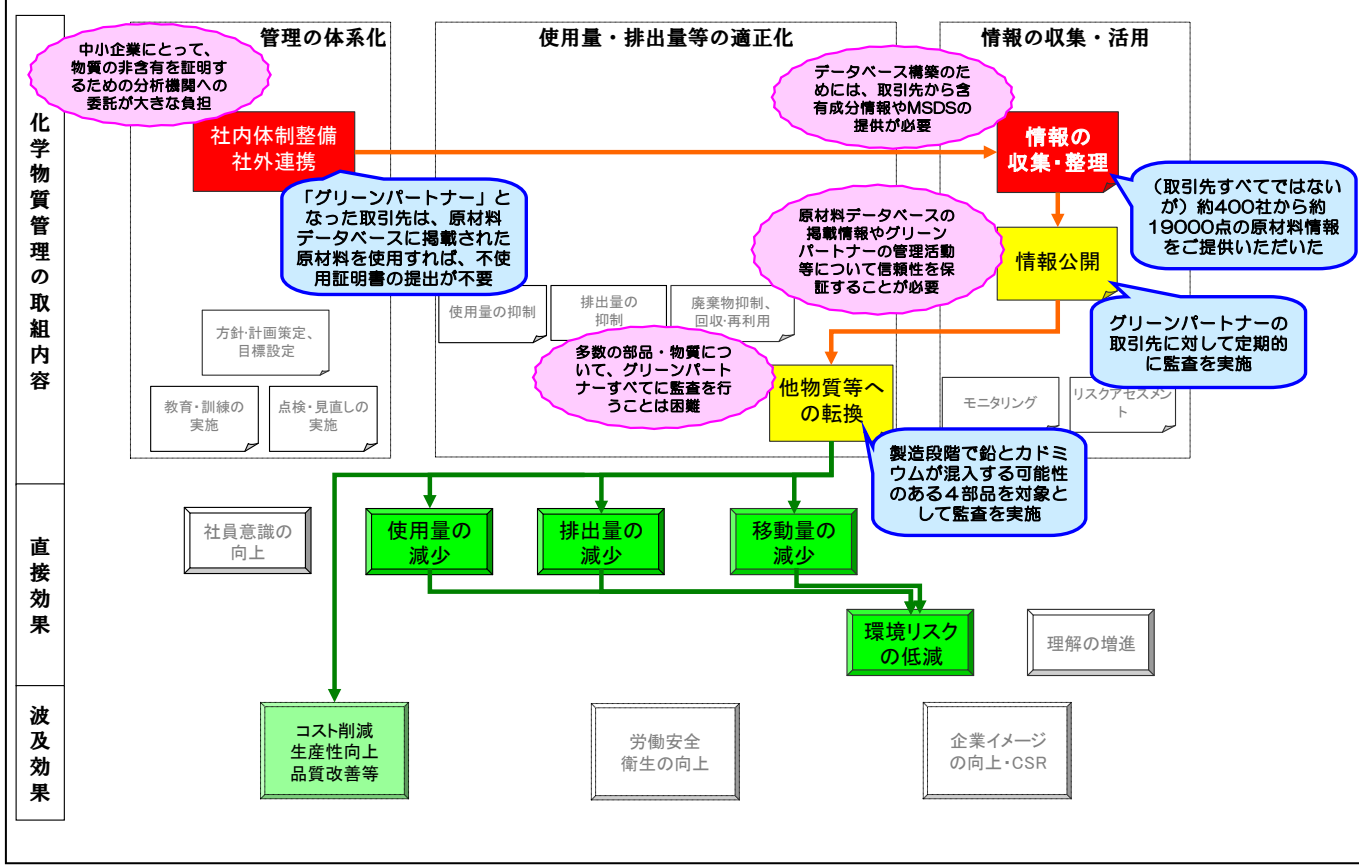 管理の体系化
使用量・排出量等の適正化
情報の収集・活用
化学物質管理の取組内容
中小企業にとって、
物質の非含有を証明す
るための分析機関への
委託が大きな負担
データベース構築のた
めには、取引先から含
有成分情報やMSDSの
提供が必要
社内体制整備
社外連携
情報の
収集・整理
「グリーンパートナー」と
なった取引先は、原材料
データベースに掲載された
原材料を使用すれば、不使
用証明書の提出が不要
（取引先すべてではない
が）約400社から約
19000点の原材料情報
をご提供いただいた
原材料データベースの
掲載情報やグリーン
パートナーの管理活動
等について信頼性を保
証することが必要
情報公開
使用量の抑制
排出量の
抑制
廃棄物抑制、
回収・再利用
方針・計画策定、
目標設定
グリーンパートナーの
取引先に対して定期的
に監査を実施
多数の部品・物質につ
いて、グリーンパート
ナーすべてに監査を行
うことは困難
他物質等へ
の転換
教育・訓練の
実施
点検・見直しの
実施
モニタリング
リスクアセスメン
ト
製造段階で鉛とカドミ
ウムが混入する可能性
のある４部品を対象と
して監査を実施
直接効果
社員意識の
向上
使用量の
減少
排出量の
減少
移動量の
減少
環境リスク
の低減
理解の増進
波及効果
コスト削減
生産性向上
品質改善等
労働安全
衛生の向上
企業イメージ
の向上・CSR